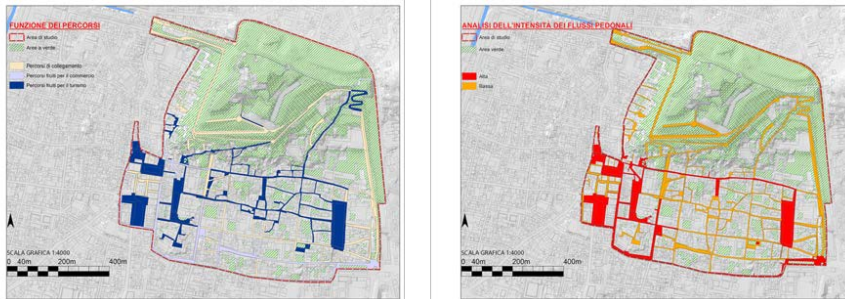 FUNZIONE DEI PERCORSI
Area di studio
Aree a verde
Percorsi di collegamento
Percorsi fruiti per il commercio
Percorsi fruiti per il turismo
SCALA GRAFICA 1:4000
0 40m 200m 400m
ANALISI DELL'INTENSITÀ DEI FLUSSI PEDONALI
Area di studio
Area verde
Alta
Bassa
SCALA GRAFICA 1:4000
0 40m 200m 400m